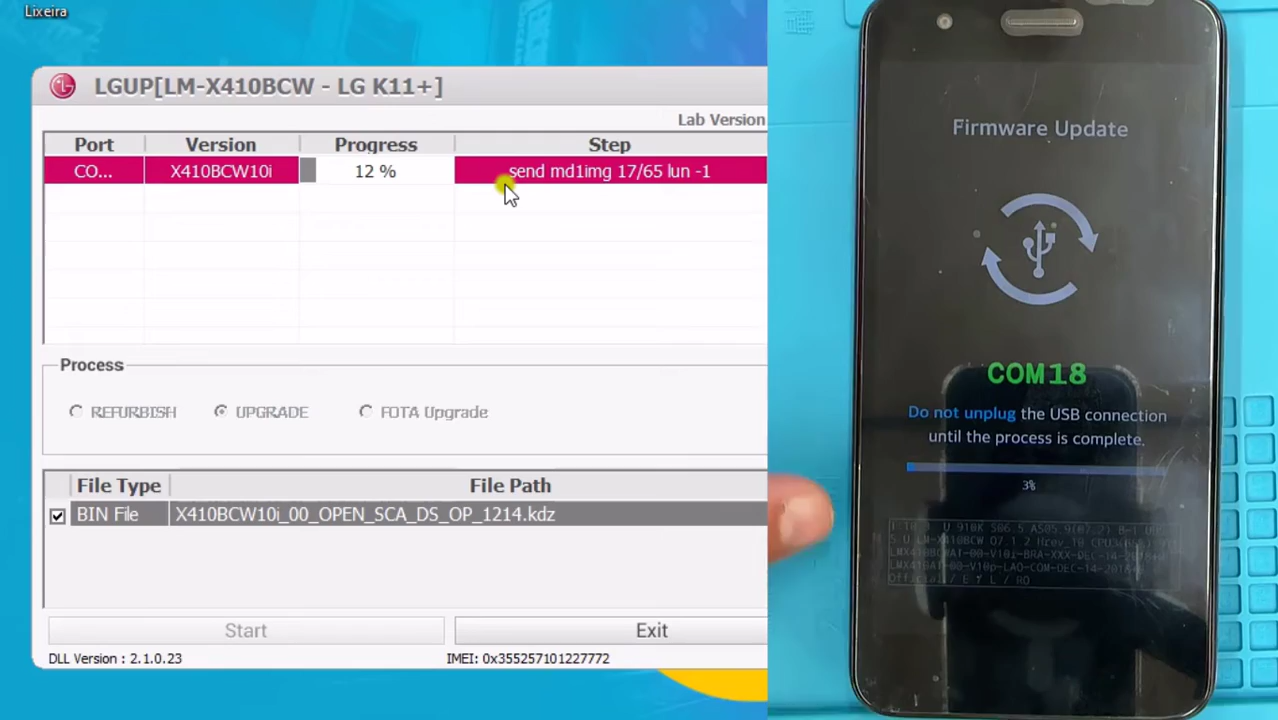 Lixeira
LGUP[LM-X410BCW - LG K11+]
Lab Version
Port Version Progress Step
CO... X410BCW10i 12 % send md1img 17/65 lun -1
Process
REFURBISH UPGRADE FOTA Upgrade
File Type File Path
BIN File X410BCW10i_00_OPEN_SCA_DS_OP_1214.kdz
Start Exit
DLL Version : 2.1.0.23 IMEI: 0x355257101227772
Firmware Update
COM18
Do not unplug the USB connection
until the process is complete.
3%
U LM-X410BCW
Official /